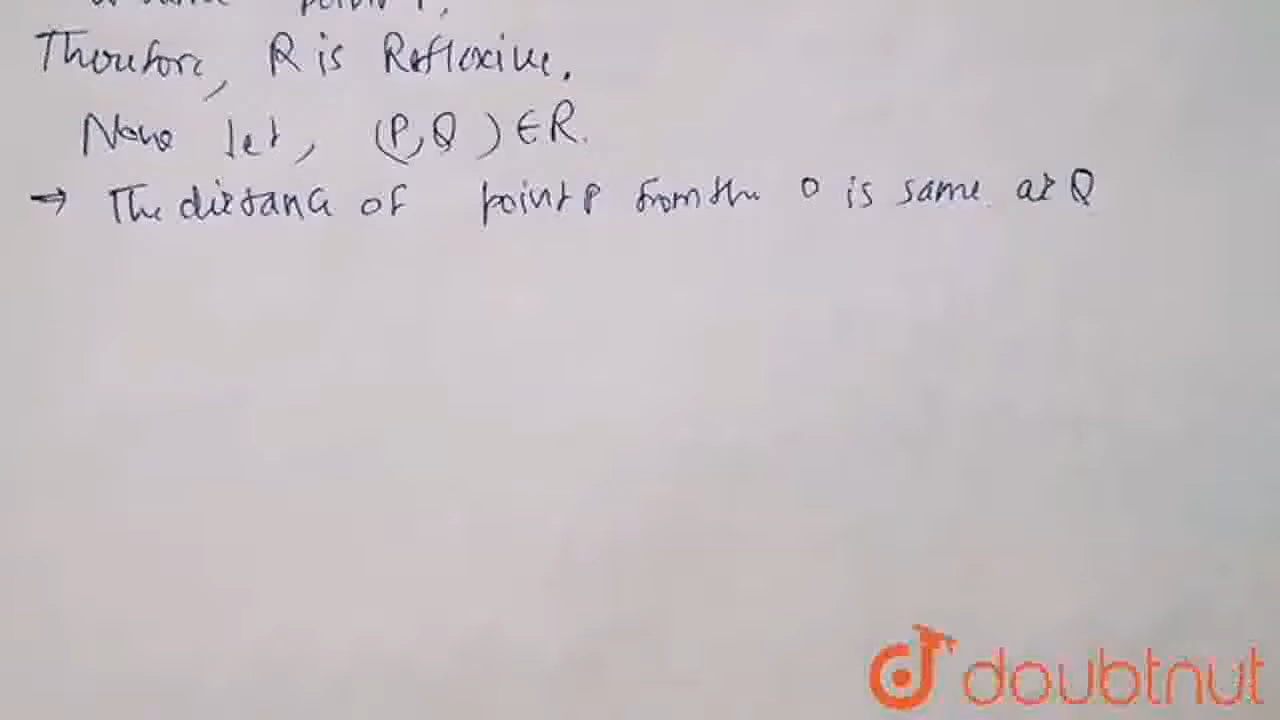 Therefore, R is Reflexive.
Now let, (P,Q) ∈ R.
→ The distance of point P from the O is same as Q
doubtnut